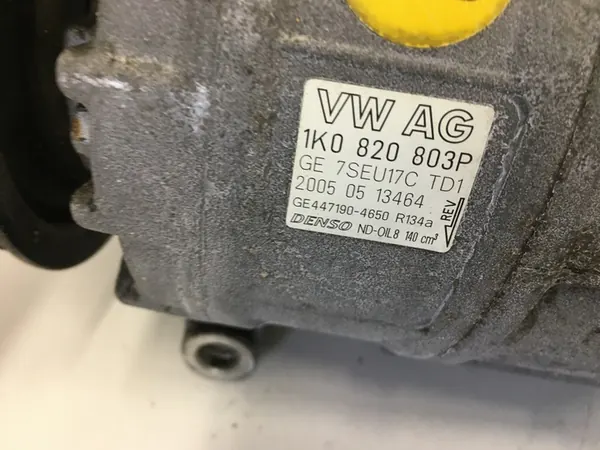 VW AG
1K0 820 803P
GE 7SEU17C TD1
2005 05 13464
GE447190-4650 R134a
DENSO ND-OIL8 140 cm³
REV